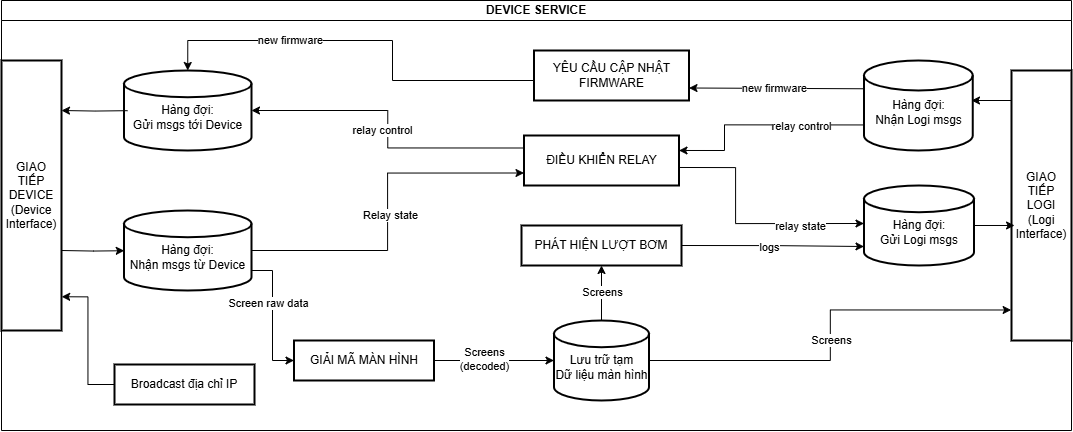 DEVICE SERVICE
new firmware
YÊU CẦU CẬP NHẬT
FIRMWARE
new firmware
Hàng đợi:
Gửi msgs tới Device
Hàng đợi:
Nhận Logi msgs
relay control
relay control
ĐIỀU KHIỂN RELAY
GIAO
TIẾP
DEVICE
(Device
Interface)
GIAO
TIẾP
LOGI
(Logi
Interface)
Relay state
relay state
Hàng đợi:
Gửi Logi msgs
Hàng đợi:
Nhận msgs từ Device
PHÁT HIỆN LƯỢT BƠM
logs
Screen raw data
Screens
GIẢI MÃ MÀN HÌNH
Screens
(decoded)
Lưu trữ tạm
Dữ liệu màn hình
Screens
Broadcast địa chỉ IP